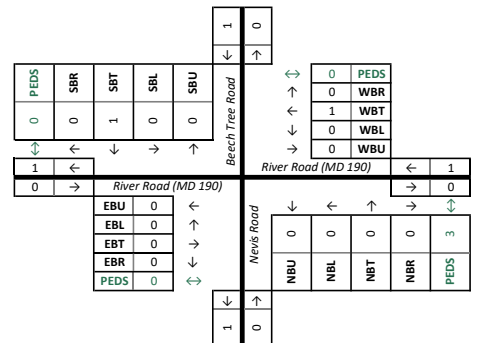 1 0
↓ ↑
PEDS SBR SBT SBL SBU
0 0 1 0 0
↕ ← ↓ → ↑
Beech Tree Road
↔ 0 PEDS
↑ 0 WBR
← 1 WBT
↓ 0 WBL
→ 0 WBU
1 ←
0 →
River Road (MD 190)
← 1
→ 0
River Road (MD 190)
EBU 0 ←
EBL 0 ↑
EBT 0 →
EBR 0 ↓
PEDS 0 ↔
Nevis Road
↓ ← ↑ → ↕
0 0 0 0 3
NBU NBL NBT NBR PEDS
↓ ↑
1 0